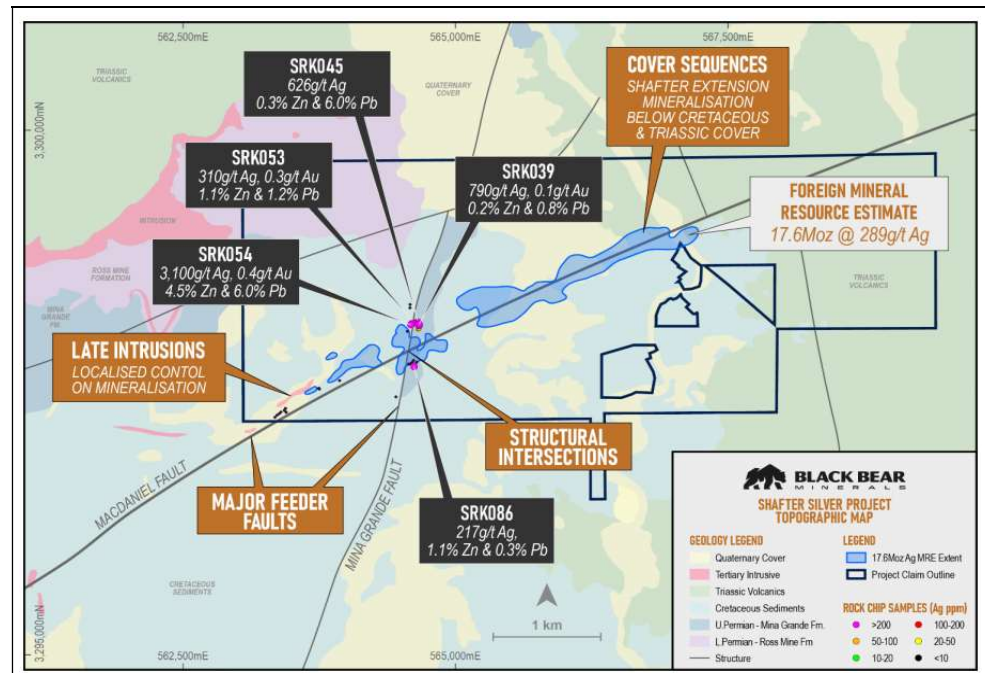 562,500mE
565,000mE
567,500mE
3,300,000mN
3,295,000mN
TRIASSIC
VOLCANICS
QUATERNARY
COVER
SRK045
626g/t Ag
0.3% Zn & 6.0% Pb
COVER SEQUENCES
SHAFTER EXTENSION
MINERALISATION
BELOW CRETACEOUS
& TRIASSIC COVER
SRK053
310g/t Ag, 0.3g/t Au
1.1% Zn & 1.2% Pb
SRK039
790g/t Ag, 0.1g/t Au
0.2% Zn & 0.8% Pb
FOREIGN MINERAL
RESOURCE ESTIMATE
17.6Moz @ 289g/t Ag
INTRUSION
SRK054
3,100g/t Ag, 0.4g/t Au
4.5% Zn & 6.0% Pb
ROSS MINE
FORMATION
TRIASSIC
VOLCANICS
MINA
GRANDE
FM.
LATE INTRUSIONS
LOCALISED CONTOL
ON MINERALISATION
STRUCTURAL
INTERSECTIONS
MACDANIEL FAULT
MAJOR FEEDER
FAULTS
MINA GRANDE FAULT
SRK086
217g/t Ag,
1.1% Zn & 0.3% Pb
CRETACEOUS
SEDIMENTS
1 km
BLACK BEAR
MINERALS
SHAFTER SILVER PROJECT
TOPOGRAPHIC MAP
GEOLOGY LEGEND
Quaternary Cover
Tertiary Intrusive
Triassic Volcanics
Cretaceous Sediments
U.Permian - Mina Grande Fm.
L.Permian - Ross Mine Fm
Structure
LEGEND
17.6Moz Ag MRE Extent
Project Claim Outline
ROCK CHIP SAMPLES (Ag ppm)
>200
100-200
50-100
20-50
10-20
<10
562,500mE
565,000mE